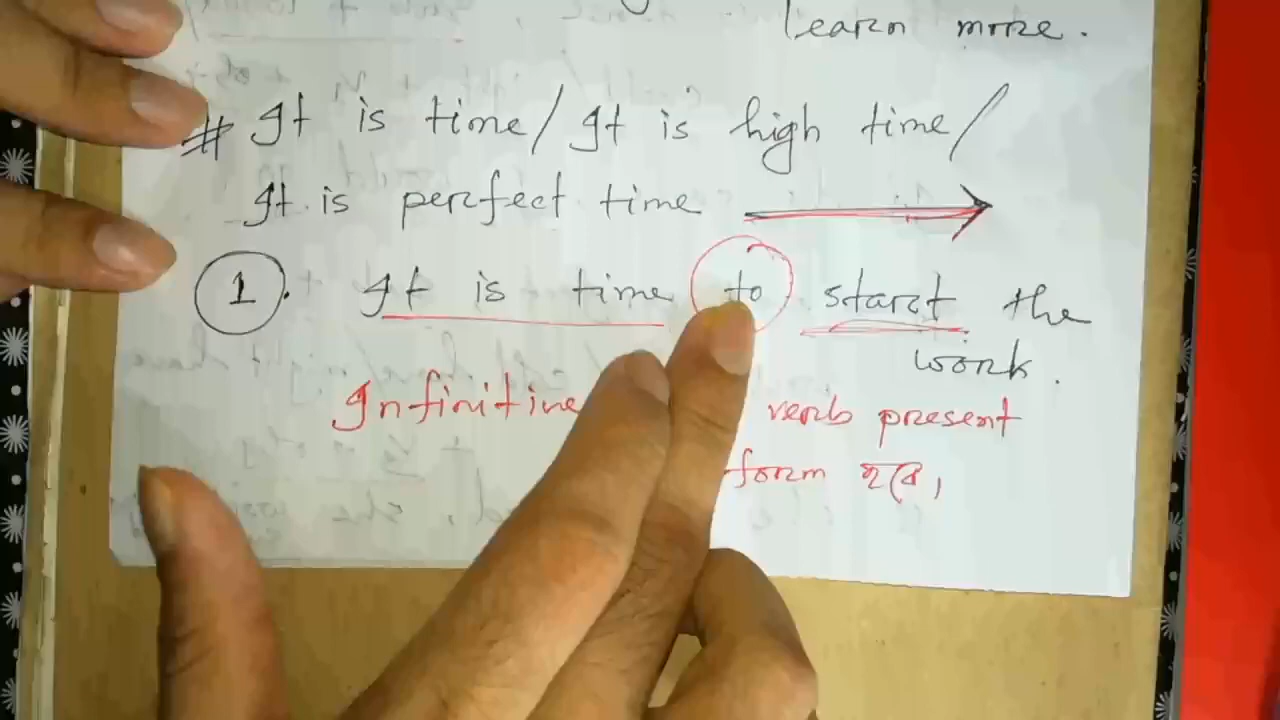 learn more.
# It is time/ It is high time/
It is perfect time
1. It is time to start the
work.
Infinitive verb present
form হবে,